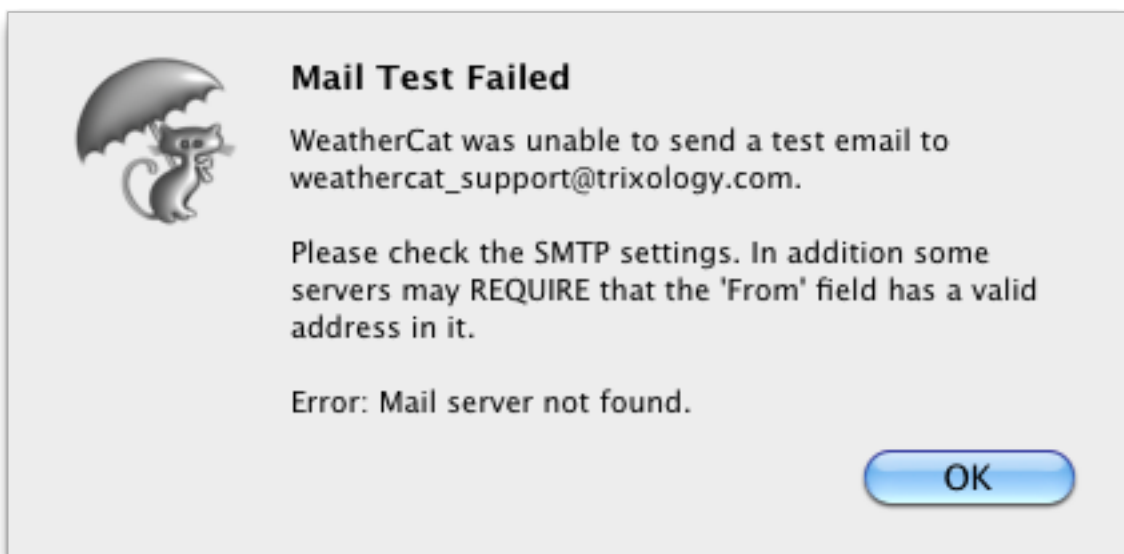 Mail Test Failed
WeatherCat was unable to send a test email to
weathercat_support@trixology.com.
Please check the SMTP settings. In addition some
servers may REQUIRE that the 'From' field has a valid
address in it.
Error: Mail server not found.
OK